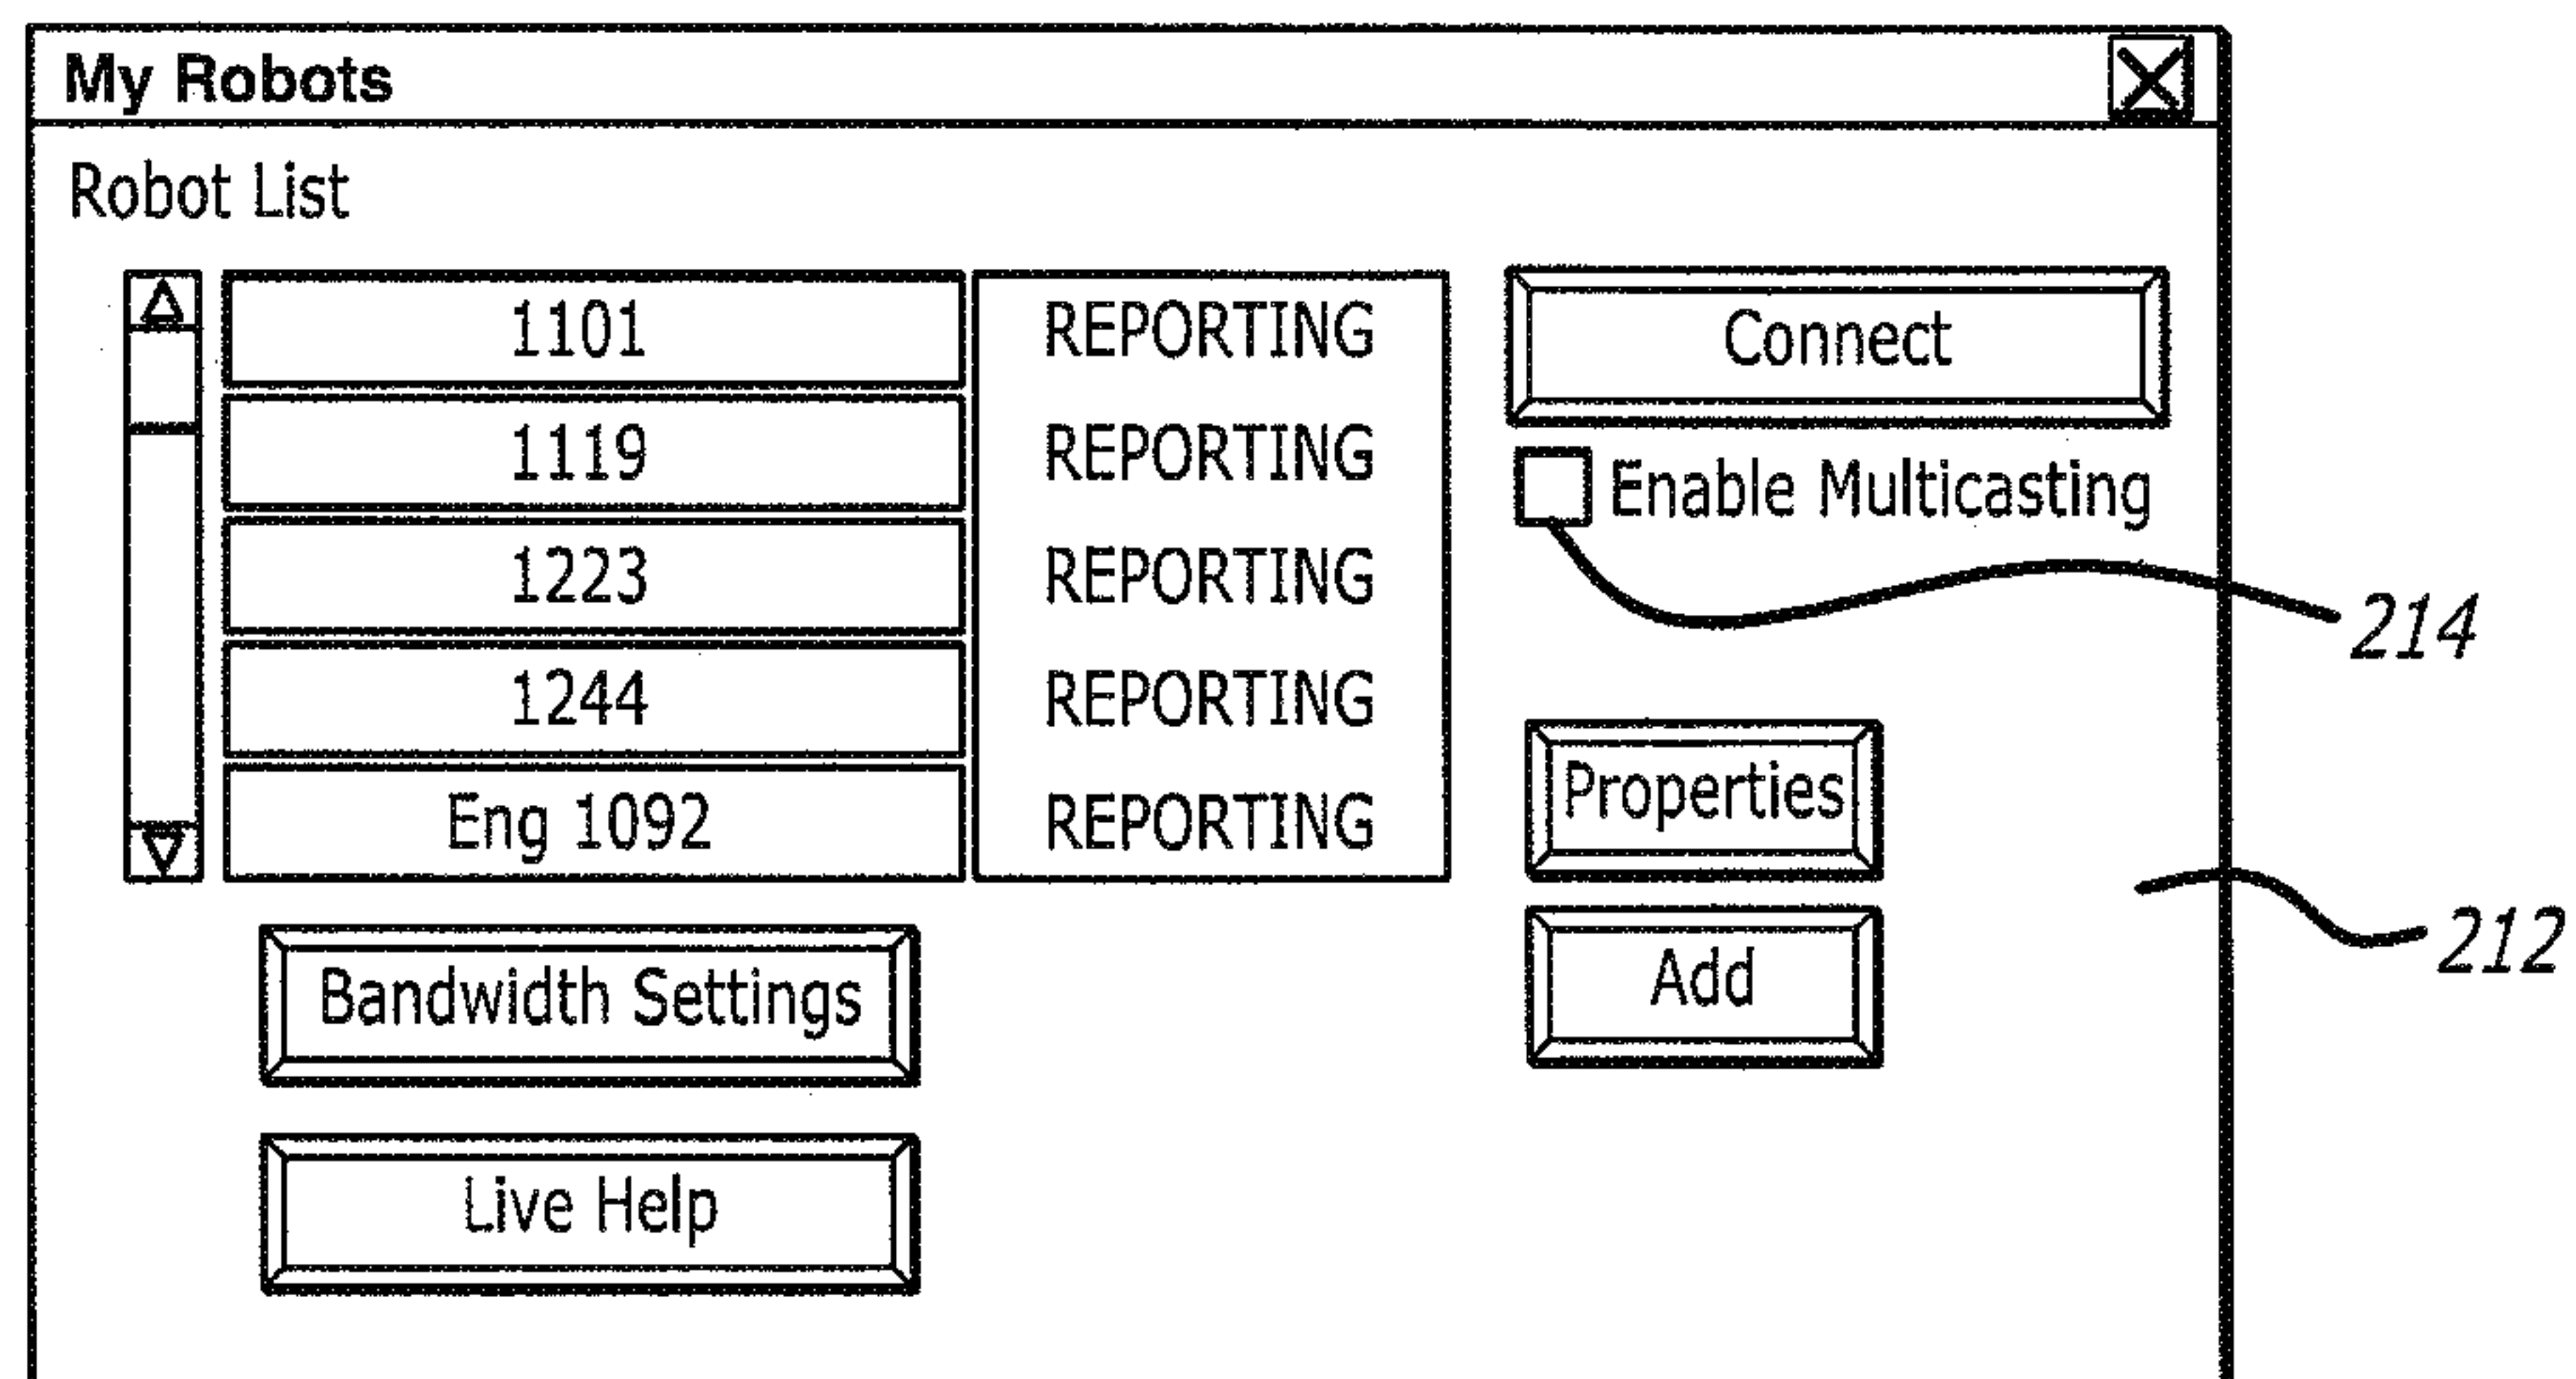 My Robots
Robot List
1101 REPORTING
Connect
1119 REPORTING
Enable Multicasting
1223 REPORTING
214
1244 REPORTING
Properties
Eng 1092 REPORTING
212
Add
Bandwidth Settings
Live Help